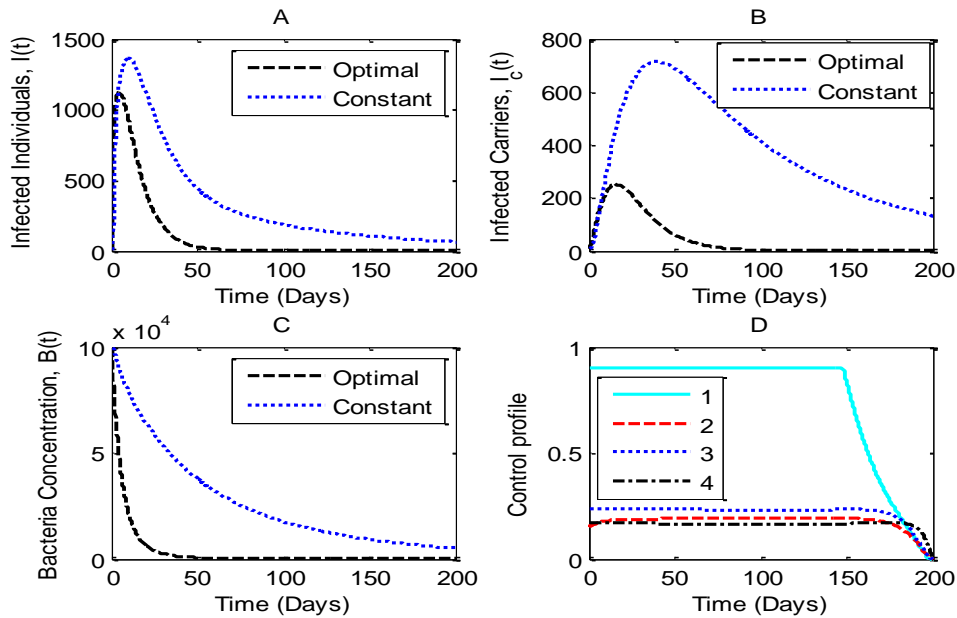 A
Infected Individuals, I(t)
1500
1000
500
0
Optimal
Constant
0 50 100 150 200
Time (Days)
B
Infected Carriers, I_c(t)
800
600
400
200
0
Optimal
Constant
0 50 100 150 200
Time (Days)
C
x 10^4
Bacteria Concentration, B(t)
10
5
0
Optimal
Constant
0 50 100 150 200
Time (Days)
D
Control profile
1
0.5
0
1
2
3
4
0 50 100 150 200
Time (Days)